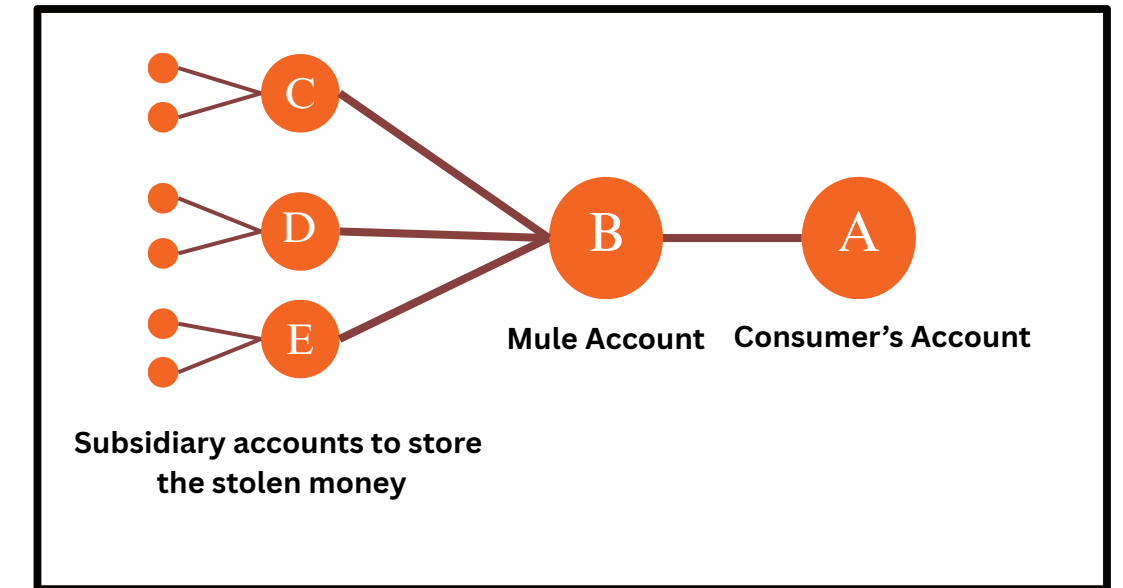 C
D
B
A
E
Mule Account
Consumer’s Account
Subsidiary accounts to store
the stolen money